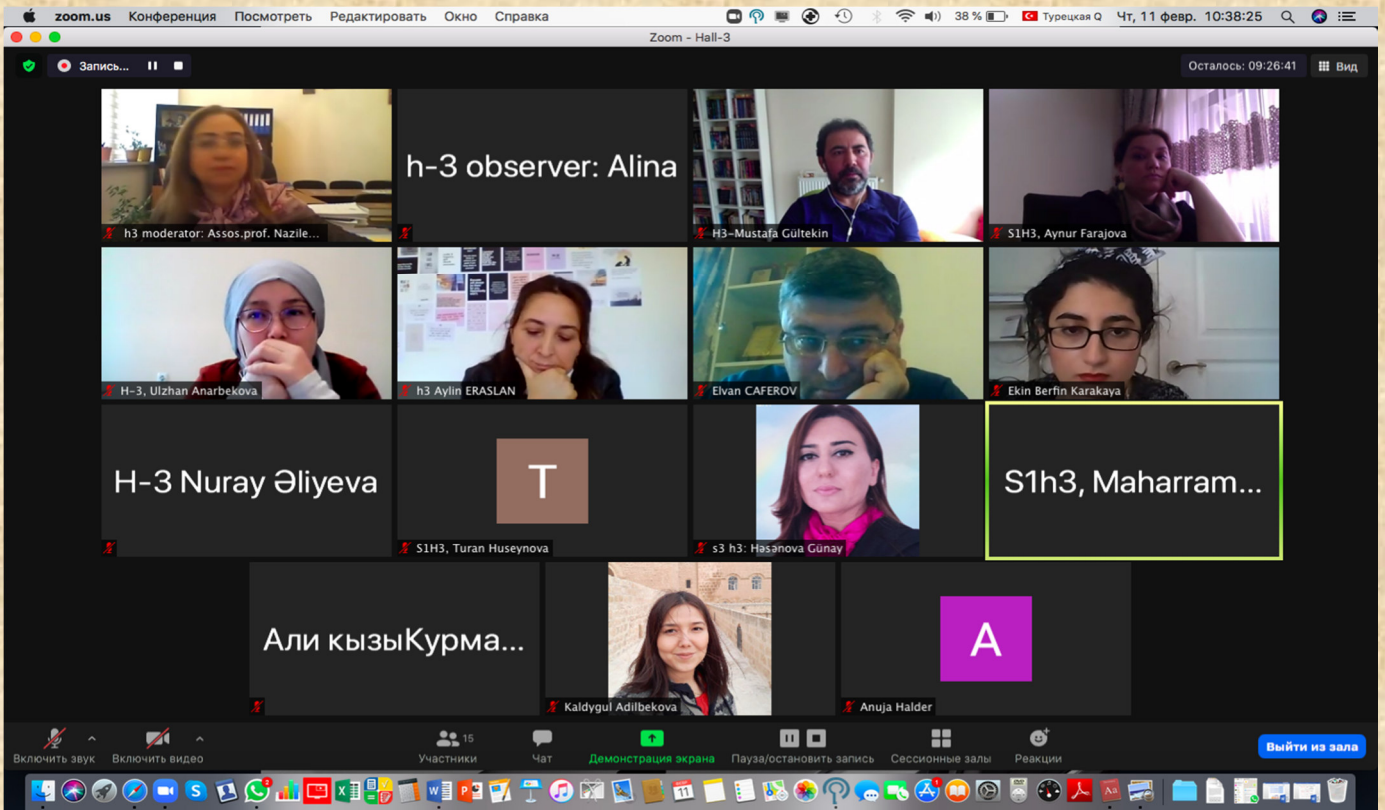 zoom.us Конференция Посмотреть Редактировать Окно Справка 38 % Турецкая Q Чт, 11 февр. 10:38:25
Zoom - Hall-3
Запись... Осталось: 09:26:41 Вид
h-3 observer: Alina
h3 moderator: Assos.prof. Nazile...
H3-Mustafa Gültekin
S1H3, Aynur Farajova
H-3, Ulzhan Anarbekova
h3 Aylin ERASLAN
Elvan CAFEROV
Ekin Berfin Karakaya
H-3 Nuray Əliyeva
T
S1h3, Maharram...
S1H3, Turan Huseynova
s3 h3: Həsənova Günay
Али кызыКурма...
A
Kaldygul Adilbekova
Anuja Halder
15
Включить звук Включить видео Участники Чат Демонстрация экрана Пауза/остановить запись Сессионные залы Реакции
Выйти из зала